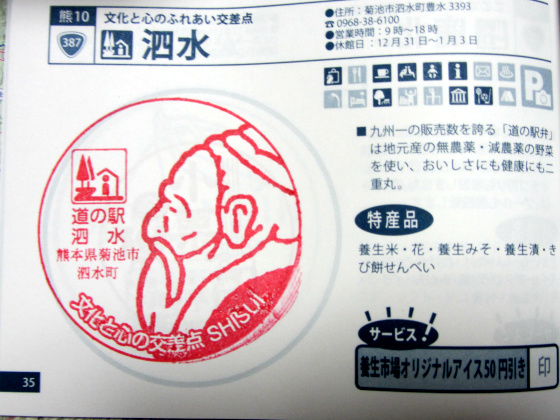 熊10
文化と心のふれあい交差点
387
泗水
●住所：菊池市泗水町豊水 3393
☎0968-38-6100
●営業時間：9時〜18時
●休館日：12月31日〜1月3日
P
■九州一の販売数を誇る「道の駅弁」
は地元産の無農薬・減農薬の野菜
を使い、おいしさにも健康にも二
重丸。
特産品
養生米・花・養生みそ・養生漬・き
び餅せんべい
サービス!
養生市場オリジナルアイス50円引き
印
道の駅
泗水
熊本県菊池市
泗水町
文化と心の交差点 SHISUI
35